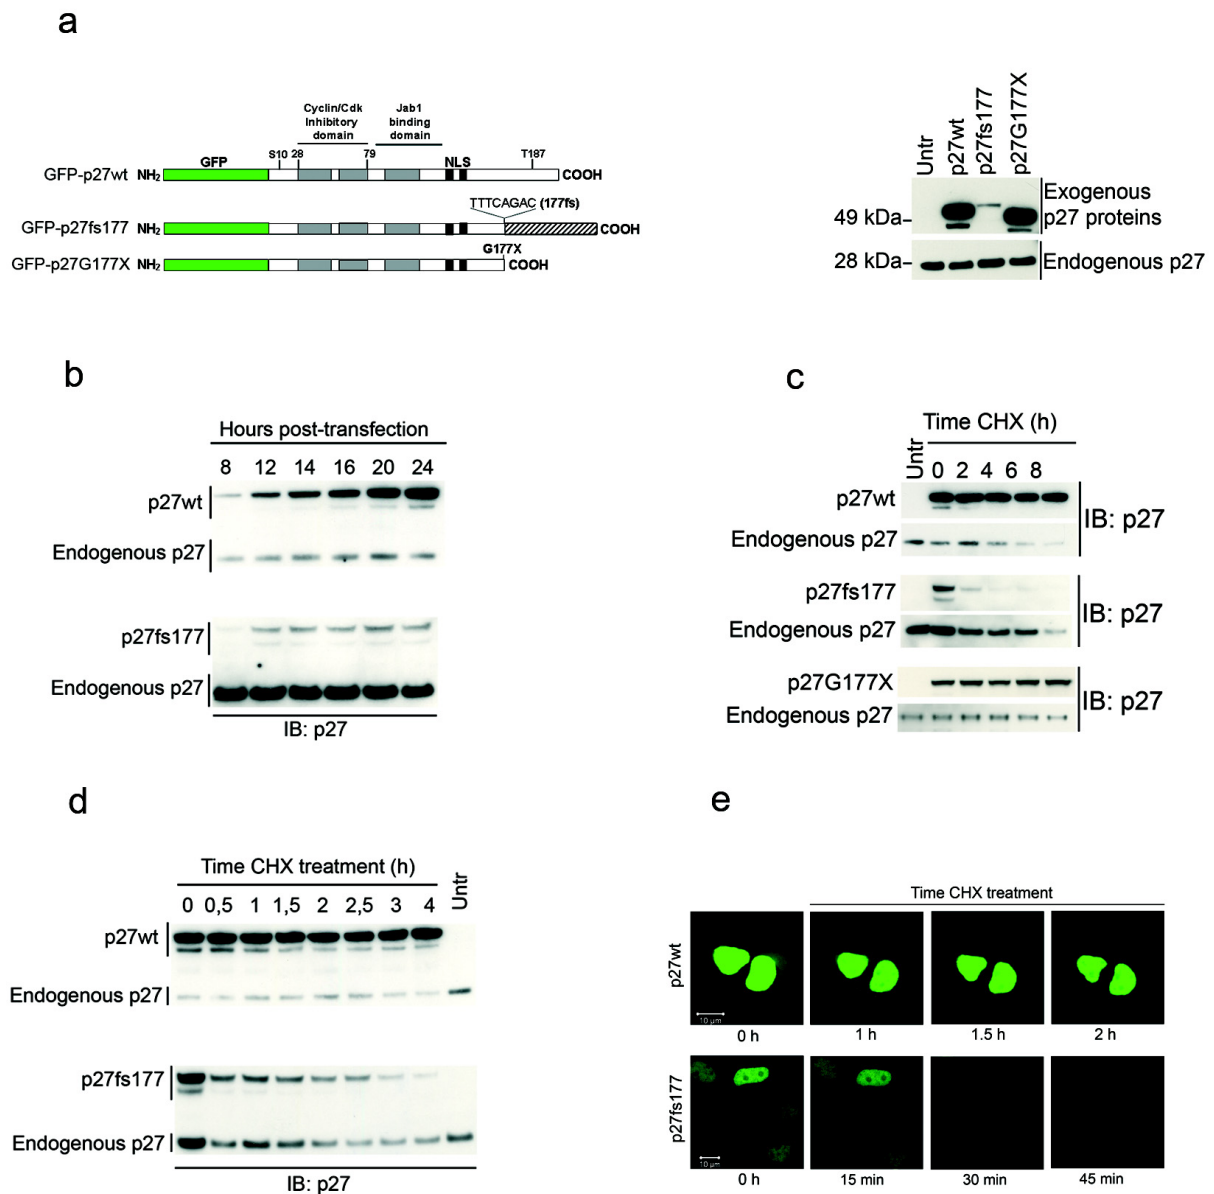 a
Cyclin/Cdk
Inhibitory
domain
Jab1
binding
domain
GFP
S10
28
79
NLS
T187
GFP-p27wt
NH2
COOH
TTTCAGAC (177fs)
GFP-p27fs177
NH2
COOH
G177X
GFP-p27G177X
NH2
COOH
Untr
p27wt
p27fs177
p27G177X
49 kDa
Exogenous
p27 proteins
28 kDa
Endogenous p27
b
Hours post-transfection
8 12 14 16 20 24
p27wt
Endogenous p27
p27fs177
Endogenous p27
IB: p27
c
Time CHX (h)
Untr
0 2 4 6 8
p27wt
Endogenous p27
IB: p27
p27fs177
Endogenous p27
IB: p27
p27G177X
Endogenous p27
IB: p27
d
Time CHX treatment (h)
0 0,5 1 1,5 2 2,5 3 4
Untr
p27wt
Endogenous p27
p27fs177
Endogenous p27
IB: p27
e
Time CHX treatment
p27wt
10 µm
0 h
1 h
1.5 h
2 h
p27fs177
10 µm
0 h
15 min
30 min
45 min